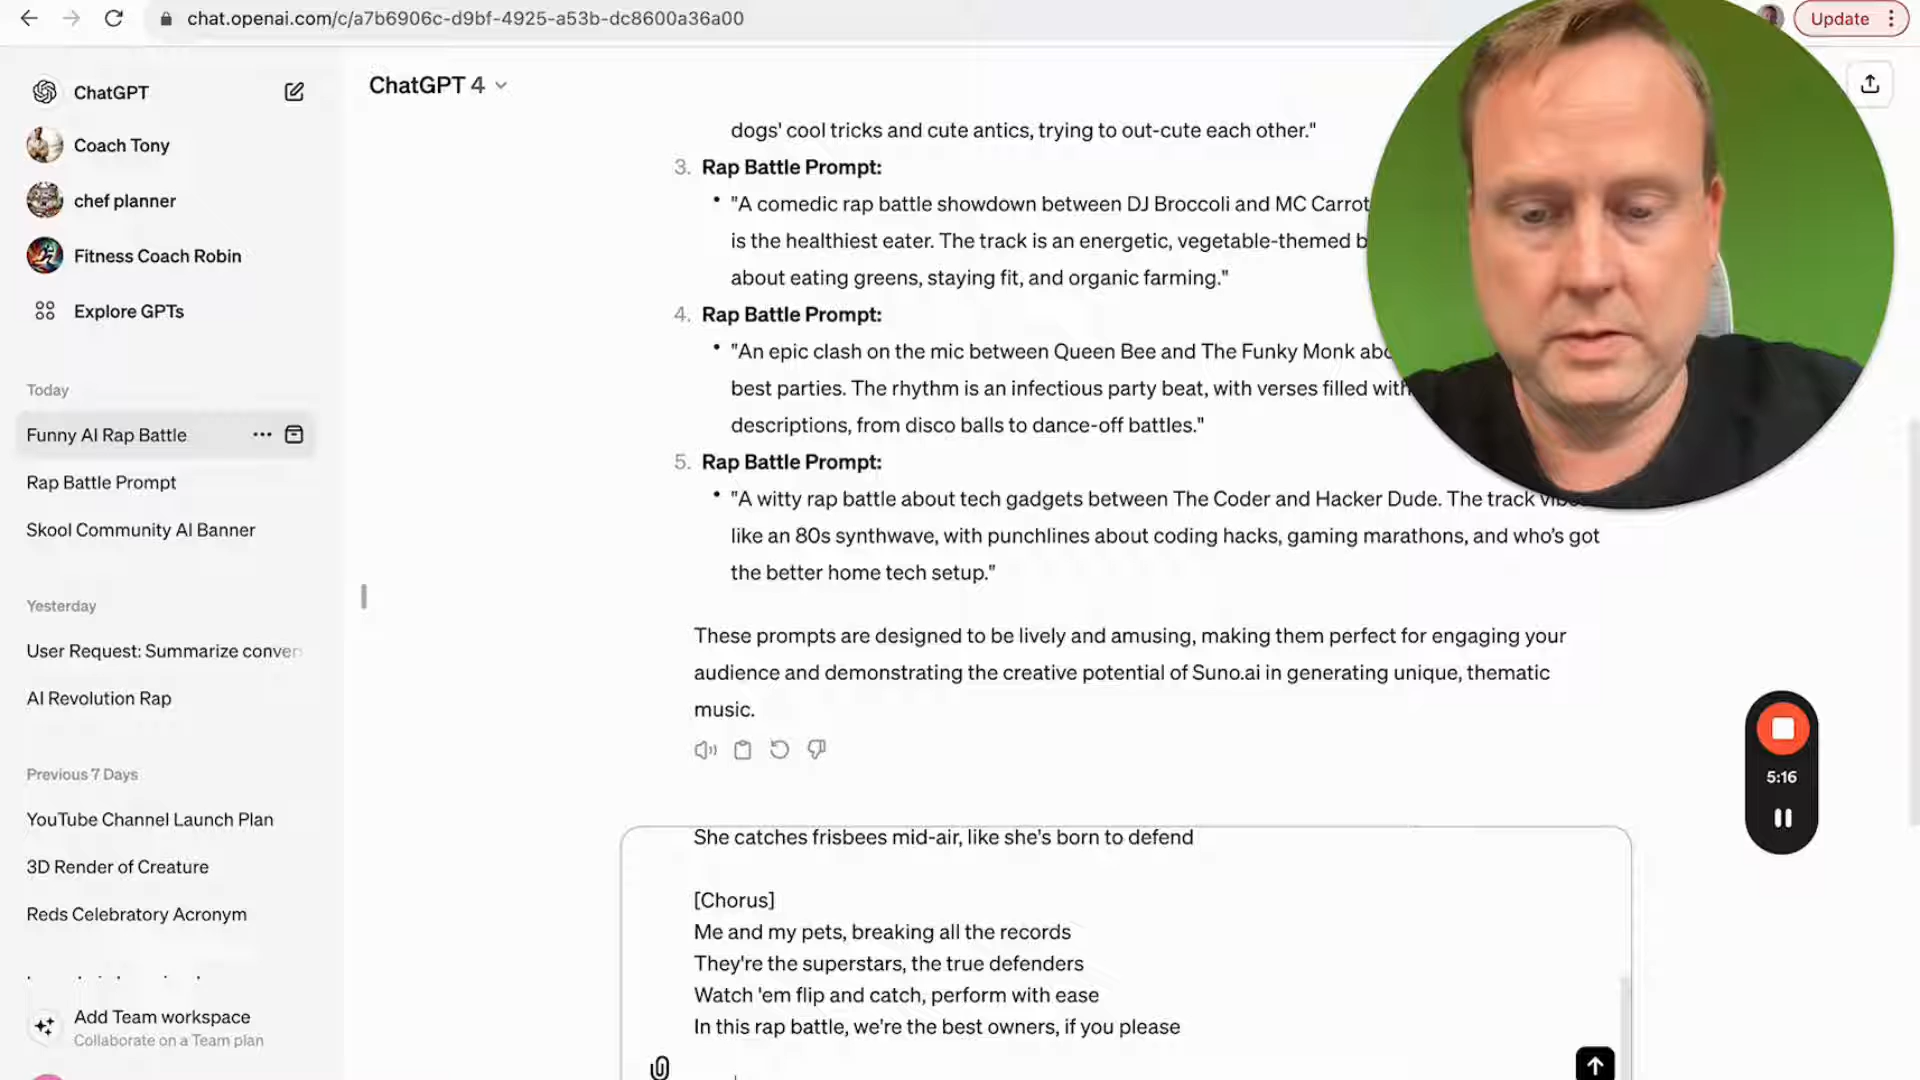 chat.openai.com/c/a7b6906c-d9bf-4925-a53b-dc8600a36a00
Update
ChatGPT
Coach Tony
chef planner
Fitness Coach Robin
Explore GPTs
Today
Funny AI Rap Battle
Rap Battle Prompt
Skool Community AI Banner
Yesterday
User Request: Summarize conver
AI Revolution Rap
Previous 7 Days
YouTube Channel Launch Plan
3D Render of Creature
Reds Celebratory Acronym
Add Team workspace
Collaborate on a Team plan
ChatGPT 4
dogs' cool tricks and cute antics, trying to out-cute each other."
3. Rap Battle Prompt:
• "A comedic rap battle showdown between DJ Broccoli and MC Carrot
is the healthiest eater. The track is an energetic, vegetable-themed b
about eating greens, staying fit, and organic farming."
4. Rap Battle Prompt:
• "An epic clash on the mic between Queen Bee and The Funky Monk
best parties. The rhythm is an infectious party beat, with verses filled with
descriptions, from disco balls to dance-off battles."
5. Rap Battle Prompt:
• "A witty rap battle about tech gadgets between The Coder and Hacker Dude. The track
like an 80s synthwave, with punchlines about coding hacks, gaming marathons, and who's got
the better home tech setup."
These prompts are designed to be lively and amusing, making them perfect for engaging your
audience and demonstrating the creative potential of Suno.ai in generating unique, thematic
music.
She catches frisbees mid-air, like she's born to defend
[Chorus]
Me and my pets, breaking all the records
They're the superstars, the true defenders
Watch 'em flip and catch, perform with ease
In this rap battle, we're the best owners, if you please
5:16